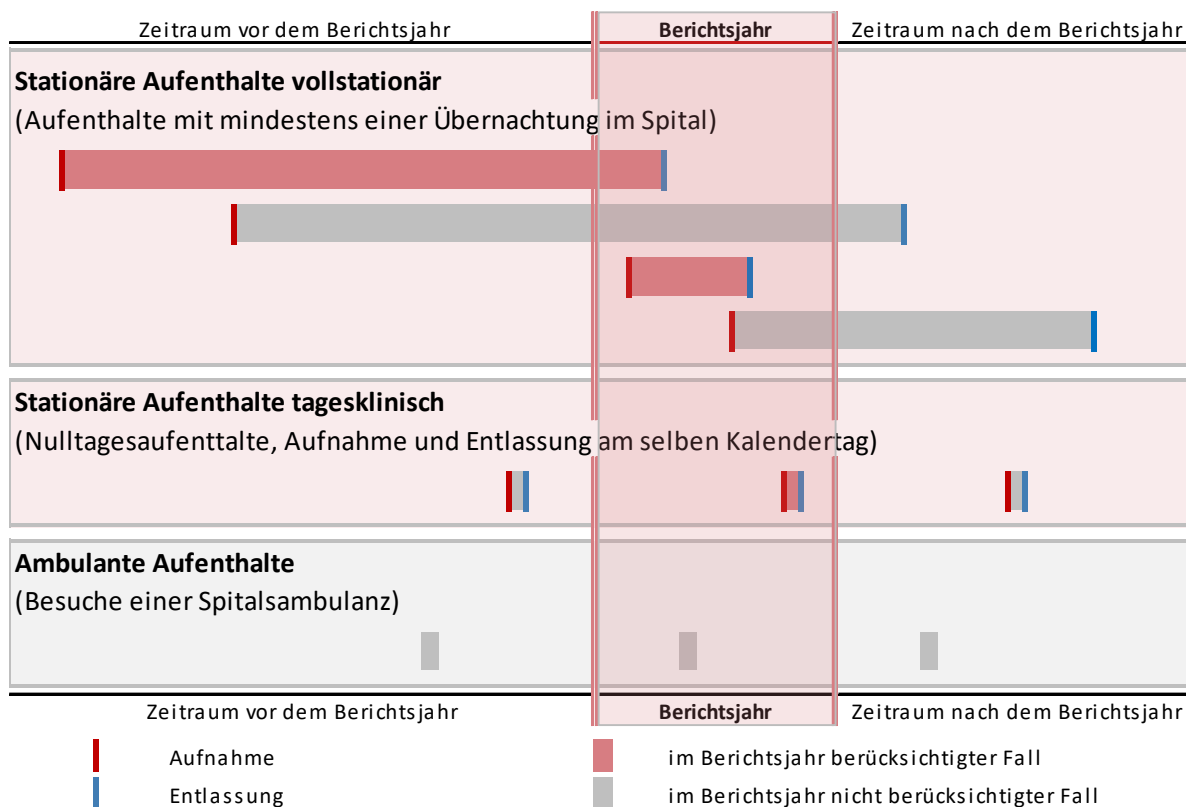 Zeitraum vor dem Berichtsjahr
Berichtsjahr
Zeitraum nach dem Berichtsjahr
Stationäre Aufenthalte vollstationär
(Aufenthalte mit mindestens einer Übernachtung im Spital)
Stationäre Aufenthalte tagesklinisch
(Nulltagesaufenttalte, Aufnahme und Entlassung am selben Kalendertag)
Ambulante Aufenthalte
(Besuche einer Spitalsambulanz)
Zeitraum vor dem Berichtsjahr
Berichtsjahr
Zeitraum nach dem Berichtsjahr
Aufnahme
im Berichtsjahr berücksichtigter Fall
Entlassung
im Berichtsjahr nicht berücksichtigter Fall